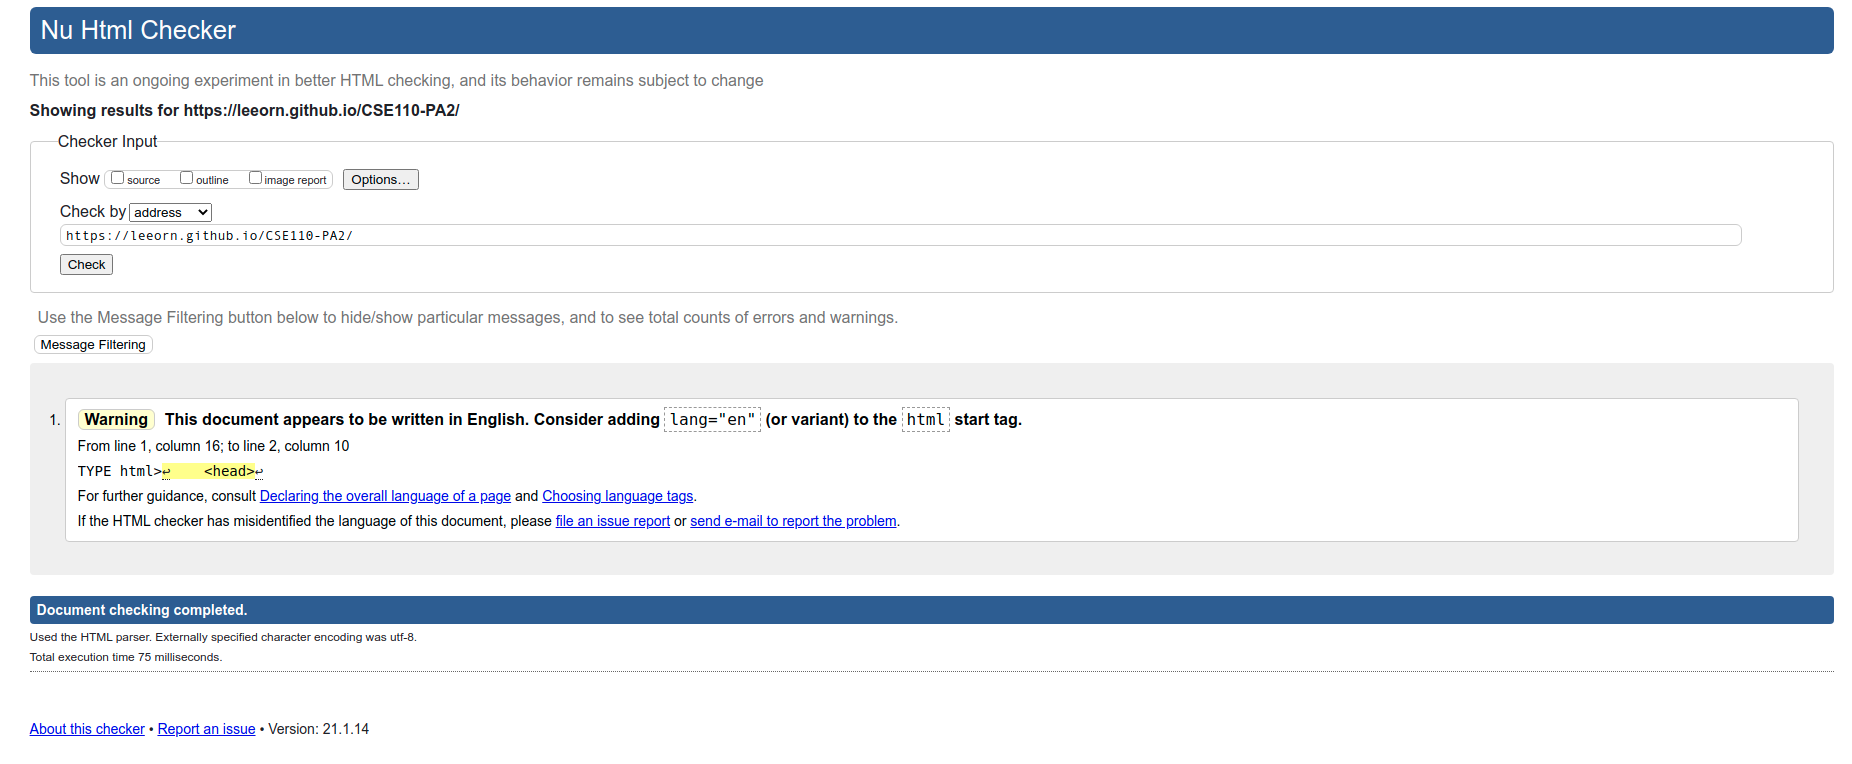 Nu Html Checker
This tool is an ongoing experiment in better HTML checking, and its behavior remains subject to change
Showing results for https://leeorn.github.io/CSE110-PA2/
Checker Input
Show source outline image report Options...
Check by address
https://leeorn.github.io/CSE110-PA2/
Check
Use the Message Filtering button below to hide/show particular messages, and to see total counts of errors and warnings.
Message Filtering
1. Warning This document appears to be written in English. Consider adding lang="en" (or variant) to the html start tag.
From line 1, column 16; to line 2, column 10
TYPE html>↩    <head>↩
For further guidance, consult Declaring the overall language of a page and Choosing language tags.
If the HTML checker has misidentified the language of this document, please file an issue report or send e-mail to report the problem.
Document checking completed.
Used the HTML parser. Externally specified character encoding was utf-8.
Total execution time 75 milliseconds.
About this checker • Report an issue • Version: 21.1.14